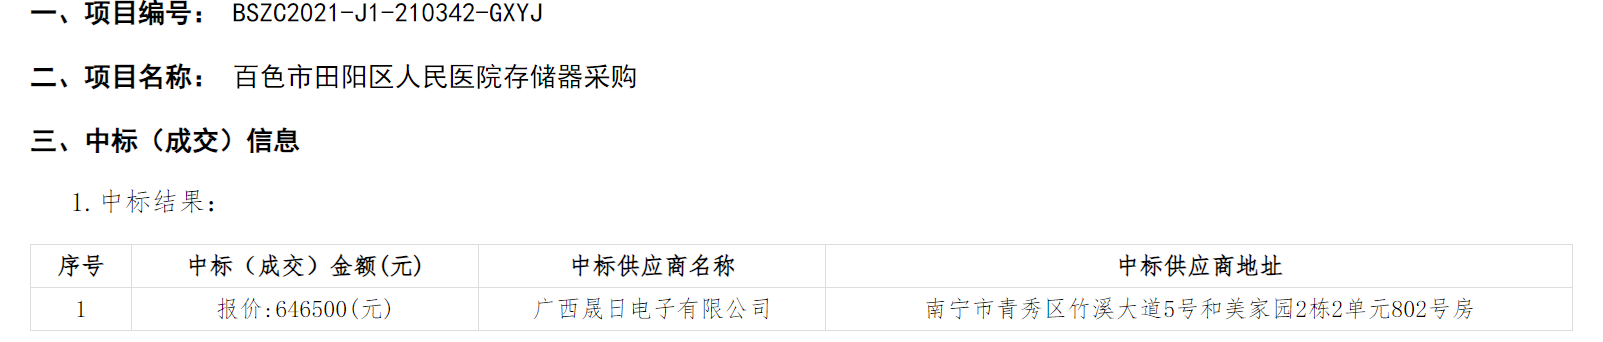 一、项目编号： BSZC2021-J1-210342-GXYJ
二、项目名称： 百色市田阳区人民医院存储器采购
三、中标（成交）信息
1.中标结果：
序号 中标（成交）金额(元) 中标供应商名称 中标供应商地址
1 报价:646500(元) 广西晟日电子有限公司 南宁市青秀区竹溪大道5号和美家园2栋2单元802号房